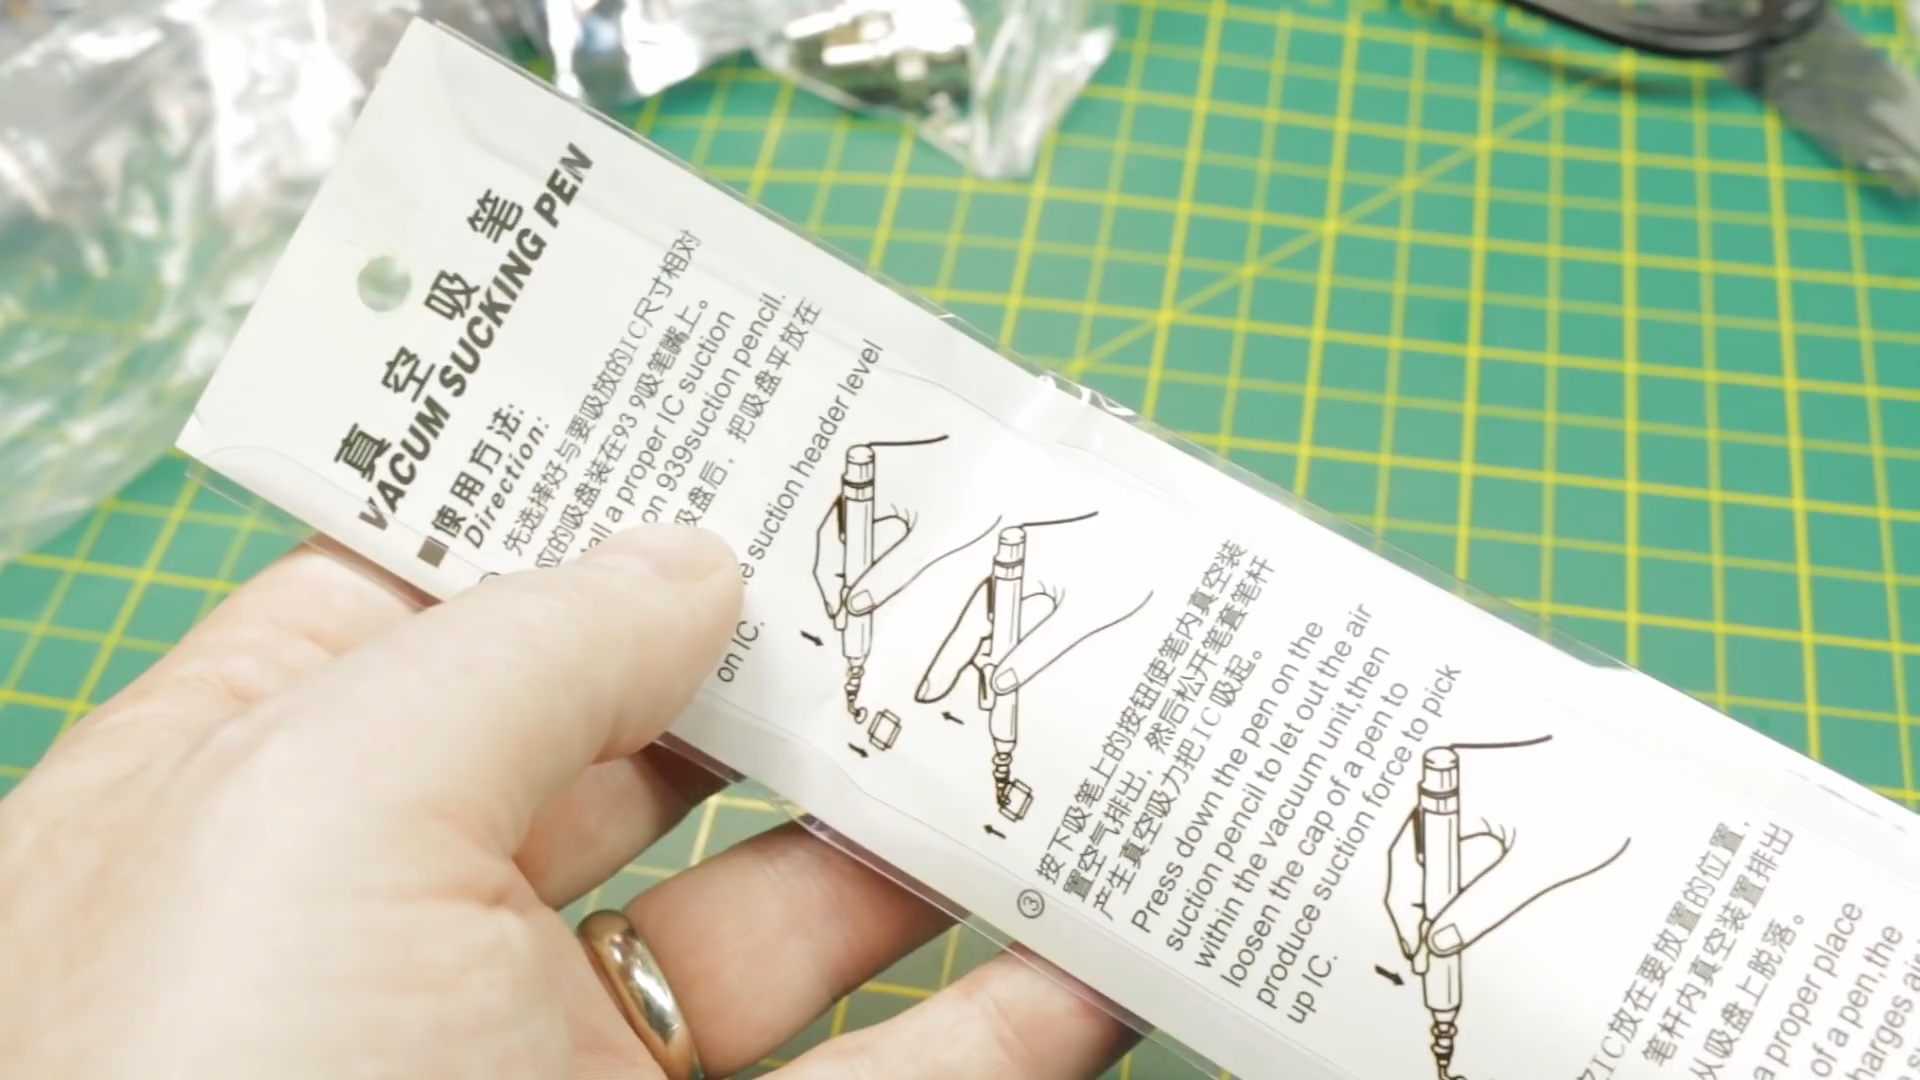 真空吸笔
VACUUM SUCKING PEN
■使用方法:
Direction:
先选择好与要吸放的IC尺寸相对
应的吸盘装在93 9吸笔嘴上。
a proper IC suction
on 939suction pencil.
吸盘后，把吸盘平放在
suction header level
on IC.
③ 按下吸笔上的按钮使笔内真空装
置空气排出，然后松开笔套笔杆
产生真空吸力把IC吸起。
Press down the pen on the
suction pencil to let out the air
within the vacuum unit,then
loosen the cap of a pen to
produce suction force to pick
up IC.
IC放在要放置的位置，
笔杆内真空装置排出
从吸盘上脱落。
a proper place
of a pen,the